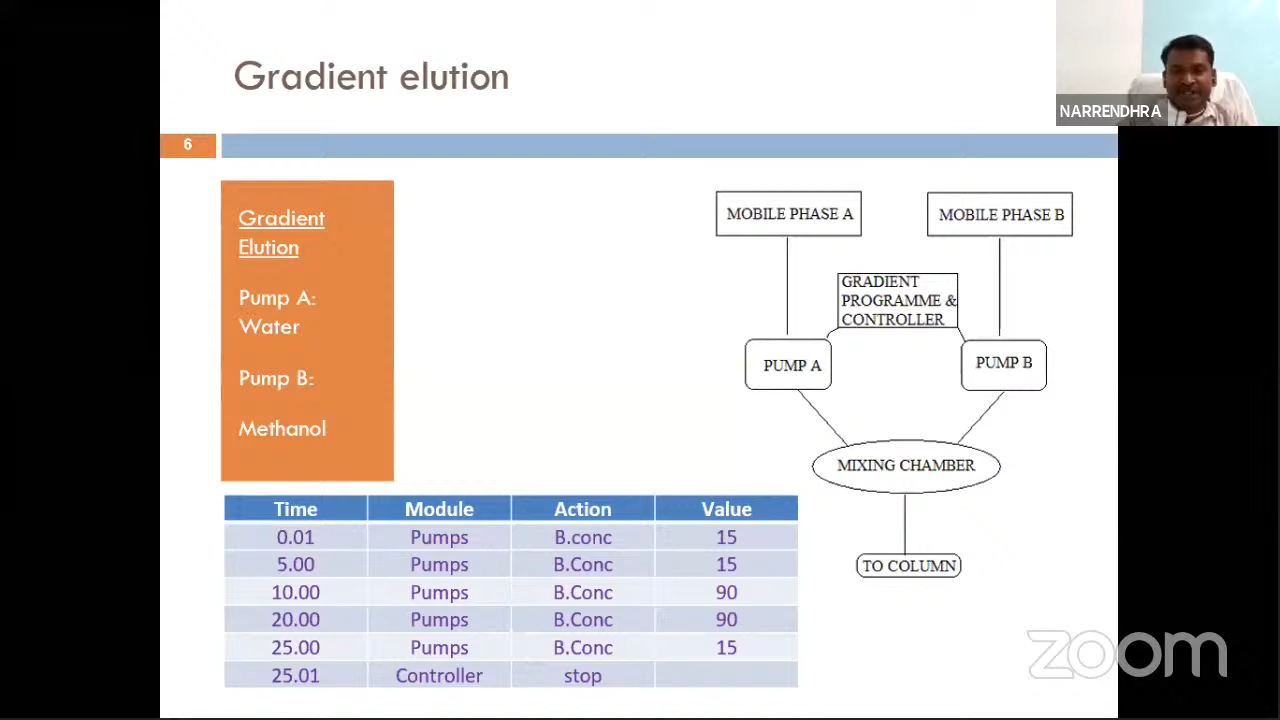 Gradient elution
NARRENDHRA
6
Gradient
Elution
Pump A:
Water
Pump B:
Methanol
MOBILE PHASE A
MOBILE PHASE B
GRADIENT
PROGRAMME &
CONTROLLER
PUMP A
PUMP B
MIXING CHAMBER
TO COLUMN
Time Module Action Value
0.01 Pumps B.conc 15
5.00 Pumps B.Conc 15
10.00 Pumps B.Conc 90
20.00 Pumps B.Conc 90
25.00 Pumps B.Conc 15
25.01 Controller stop
zoom